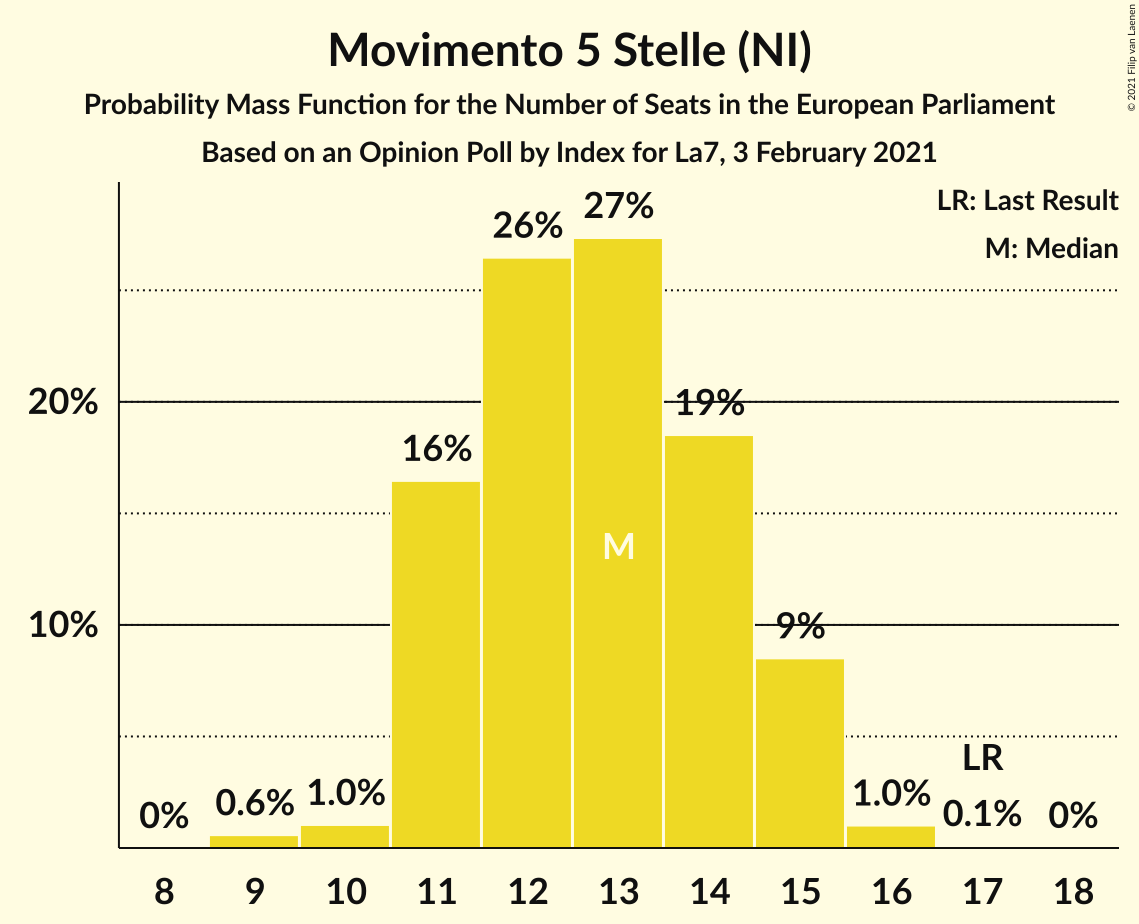 Movimento 5 Stelle (NI)
Probability Mass Function for the Number of Seats in the European Parliament
Based on an Opinion Poll by Index for La7, 3 February 2021
© 2021 Filip van Laenen
LR: Last Result
M: Median
20%
10%
0%
0.6%
1.0%
16%
26%
27%
M
19%
9%
1.0%
LR
0.1%
0%
8 9 10 11 12 13 14 15 16 17 18